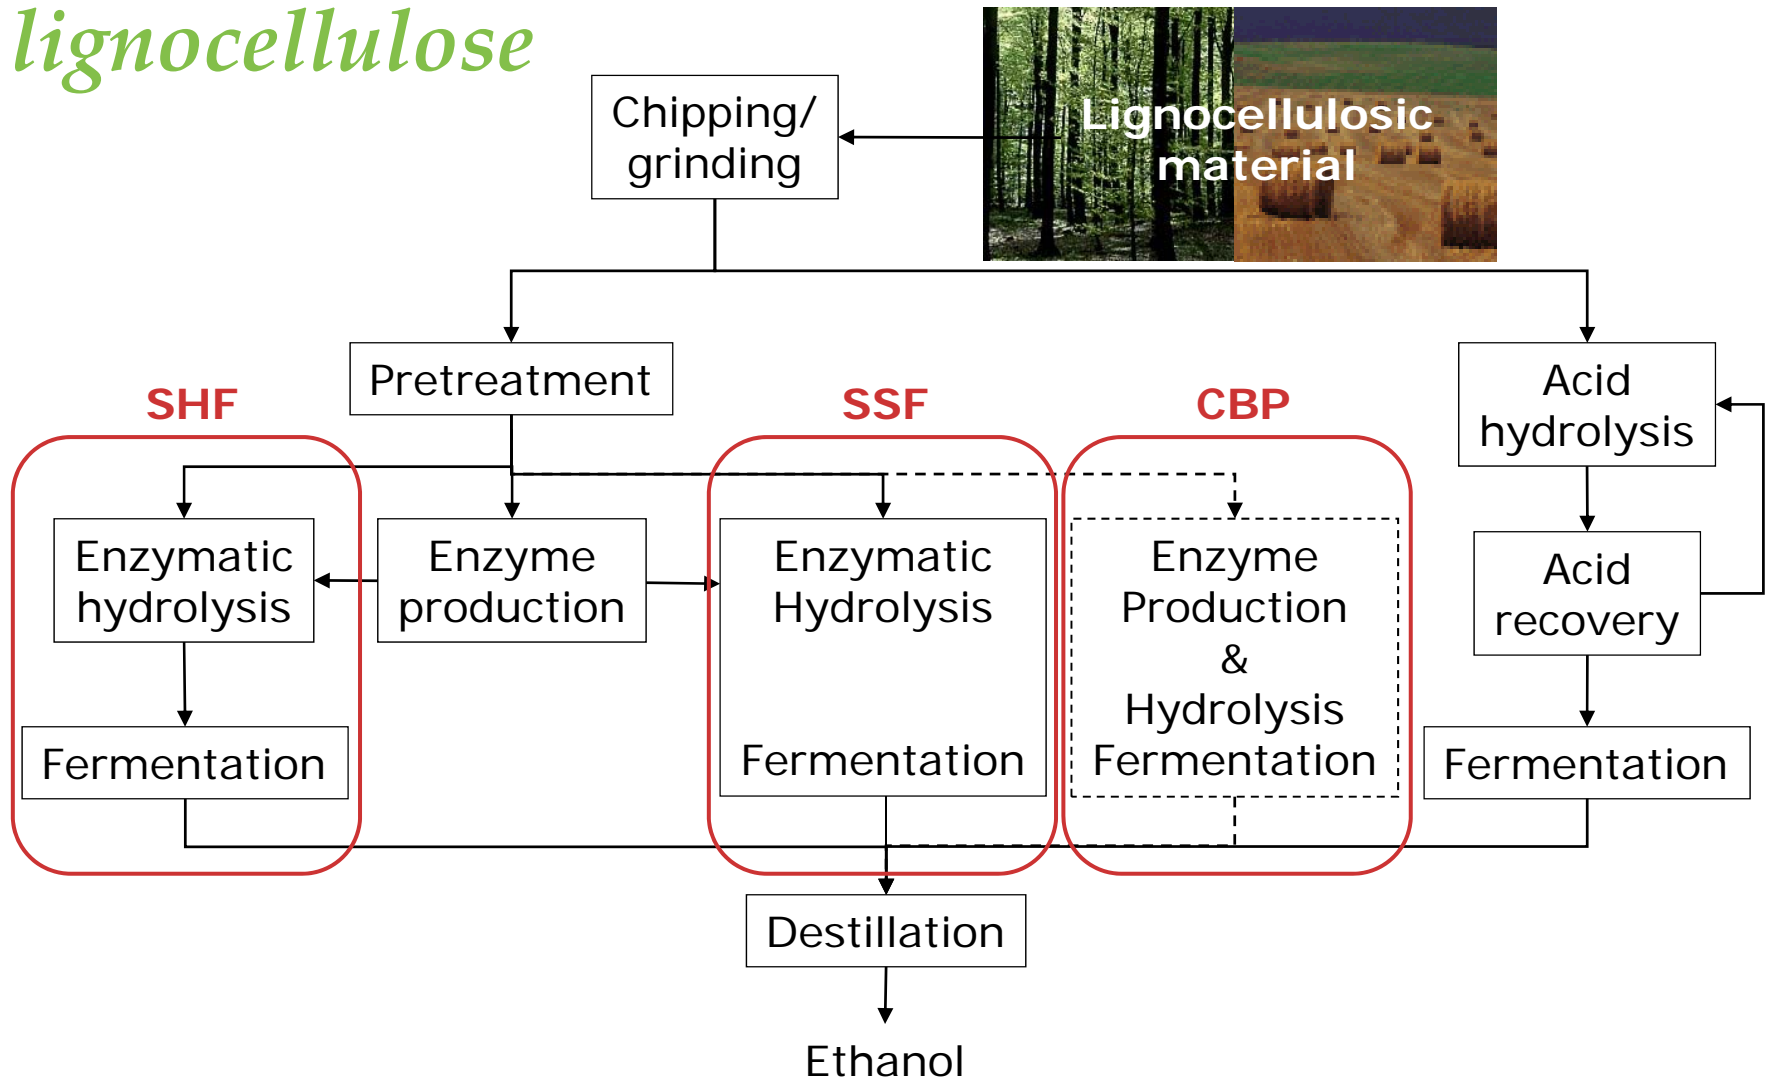 lignocellulose
Chipping/
grinding
Lignocellulosic
material
Pretreatment
SHF
SSF
CBP
Acid
hydrolysis
Enzymatic
hydrolysis
Enzyme
production
Enzymatic
Hydrolysis
Fermentation
Enzyme
Production
&
Hydrolysis
Fermentation
Acid
recovery
Fermentation
Fermentation
Destillation
Ethanol